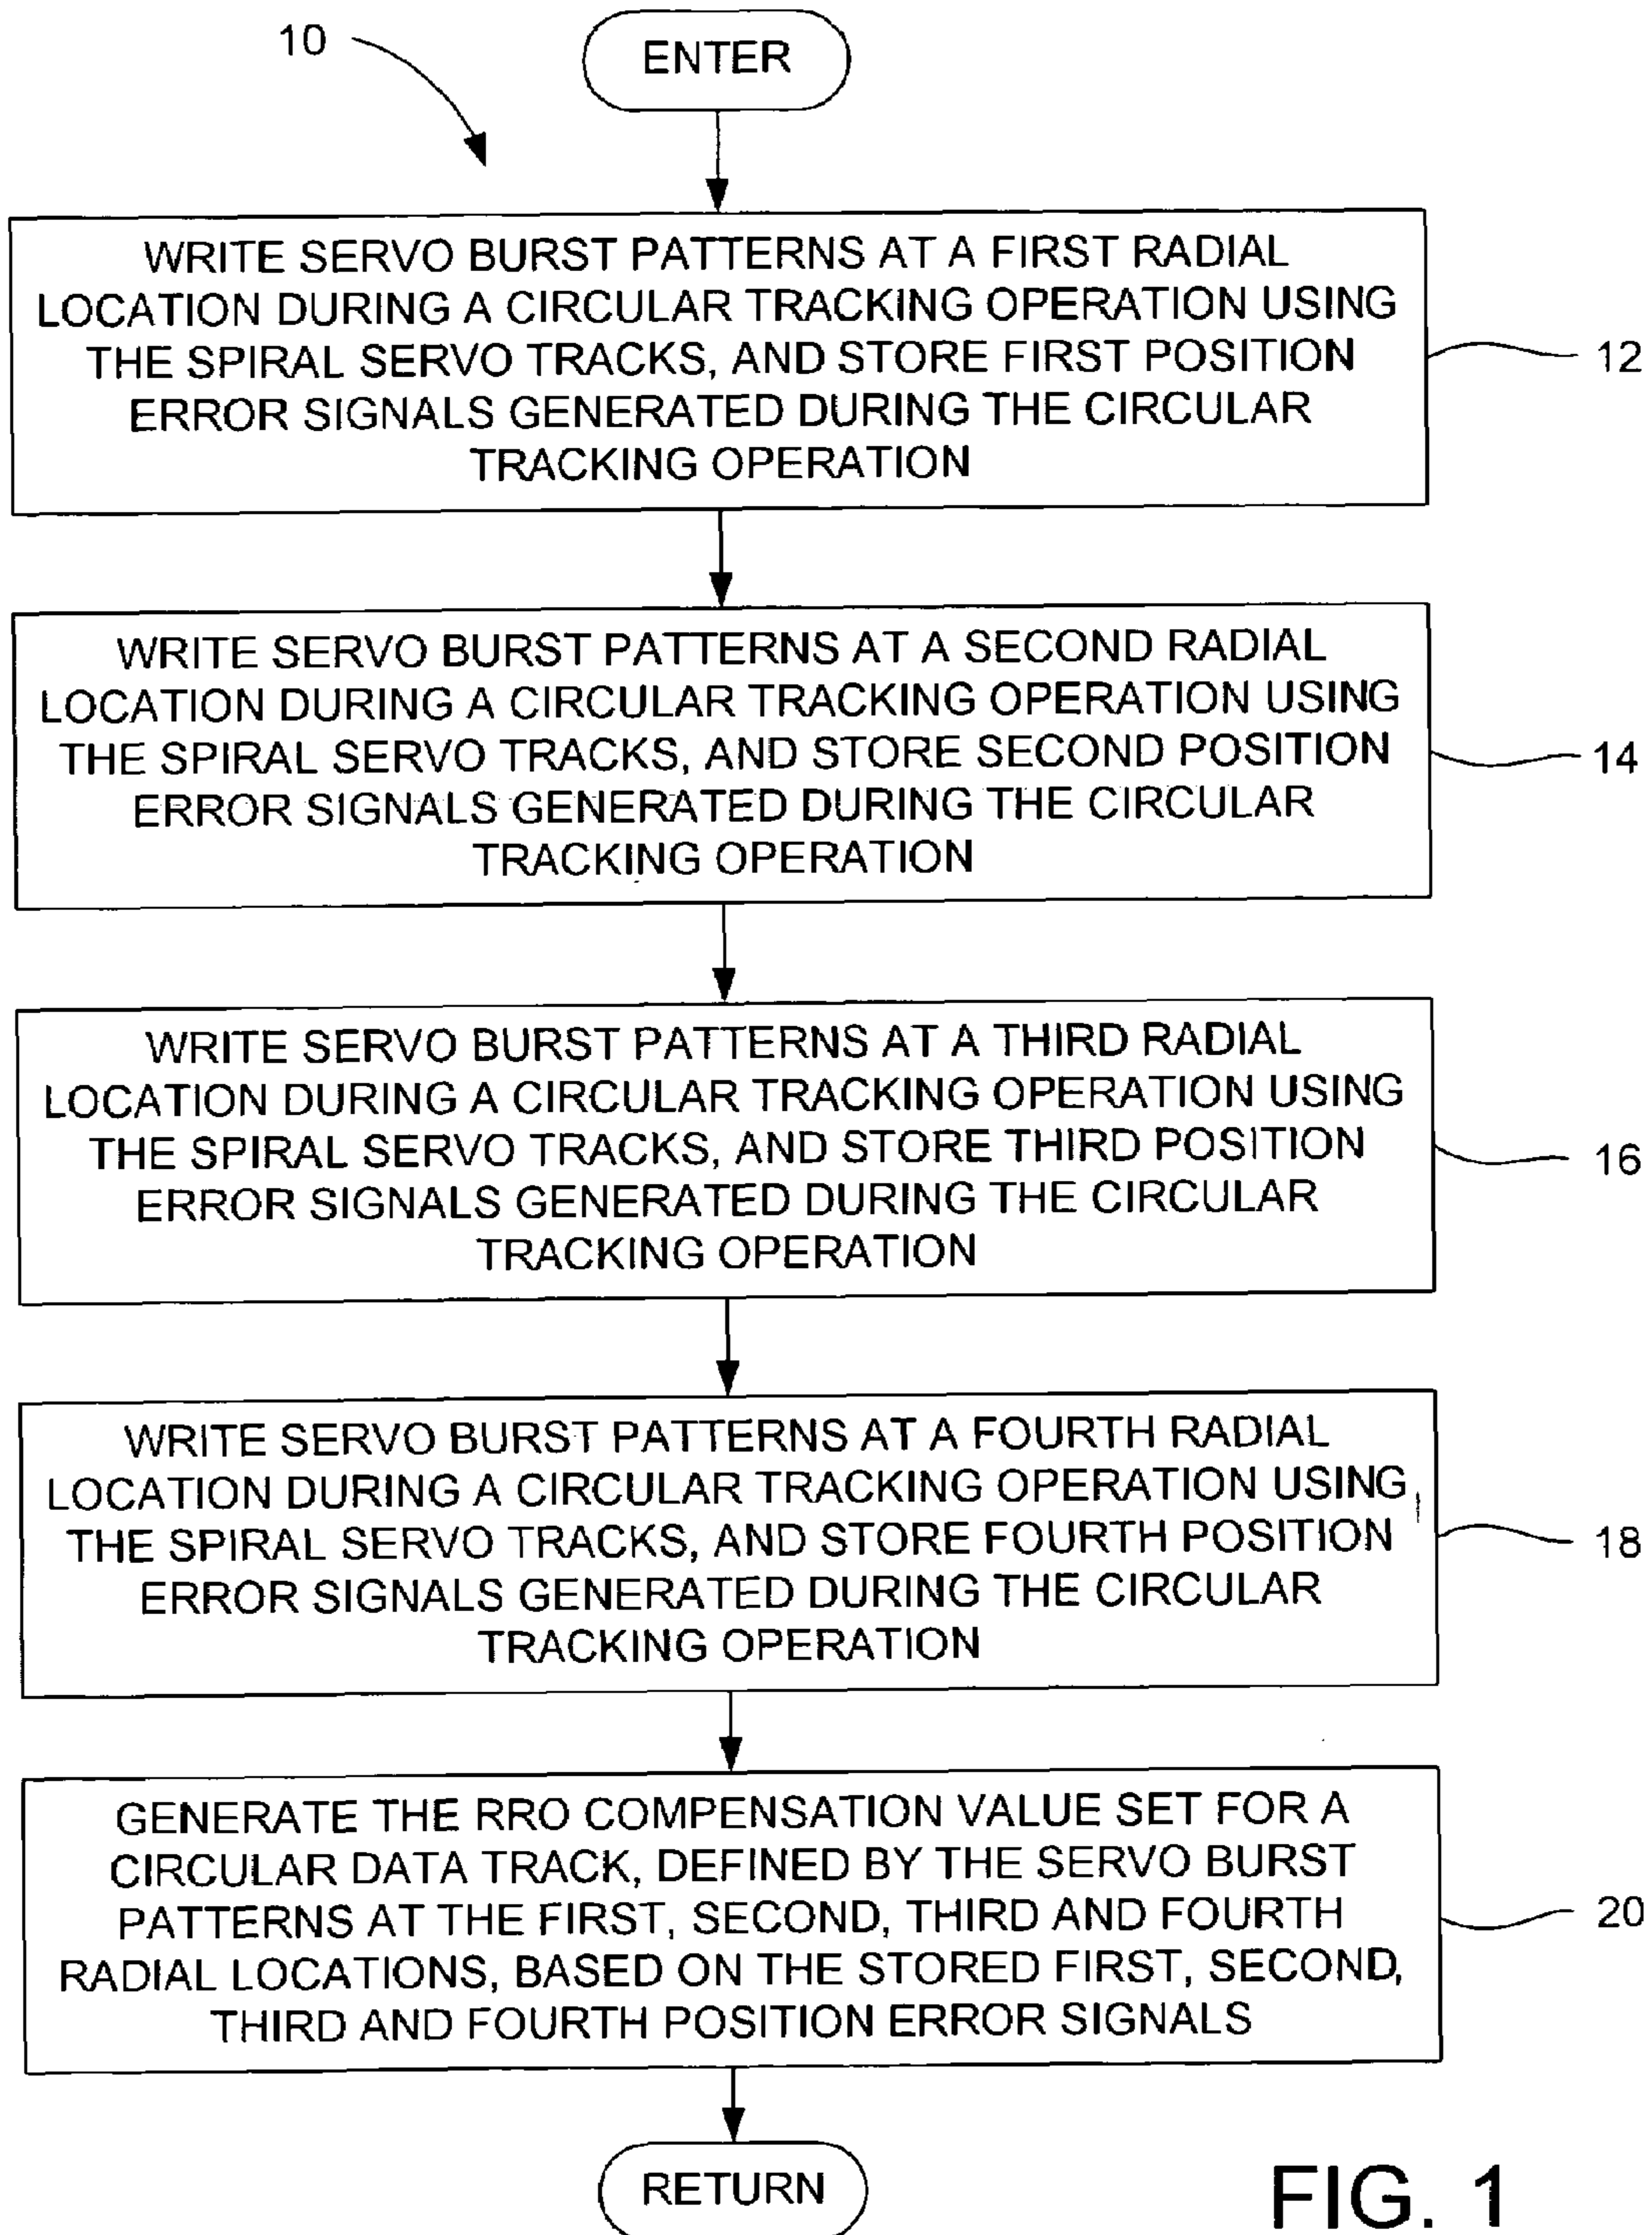 10
ENTER
WRITE SERVO BURST PATTERNS AT A FIRST RADIAL
LOCATION DURING A CIRCULAR TRACKING OPERATION USING
THE SPIRAL SERVO TRACKS, AND STORE FIRST POSITION
ERROR SIGNALS GENERATED DURING THE CIRCULAR
TRACKING OPERATION
12
WRITE SERVO BURST PATTERNS AT A SECOND RADIAL
LOCATION DURING A CIRCULAR TRACKING OPERATION USING
THE SPIRAL SERVO TRACKS, AND STORE SECOND POSITION
ERROR SIGNALS GENERATED DURING THE CIRCULAR
TRACKING OPERATION
14
WRITE SERVO BURST PATTERNS AT A THIRD RADIAL
LOCATION DURING A CIRCULAR TRACKING OPERATION USING
THE SPIRAL SERVO TRACKS, AND STORE THIRD POSITION
ERROR SIGNALS GENERATED DURING THE CIRCULAR
TRACKING OPERATION
16
WRITE SERVO BURST PATTERNS AT A FOURTH RADIAL
LOCATION DURING A CIRCULAR TRACKING OPERATION USING
THE SPIRAL SERVO TRACKS, AND STORE FOURTH POSITION
ERROR SIGNALS GENERATED DURING THE CIRCULAR
TRACKING OPERATION
18
GENERATE THE RRO COMPENSATION VALUE SET FOR A
CIRCULAR DATA TRACK, DEFINED BY THE SERVO BURST
PATTERNS AT THE FIRST, SECOND, THIRD AND FOURTH
RADIAL LOCATIONS, BASED ON THE STORED FIRST, SECOND,
THIRD AND FOURTH POSITION ERROR SIGNALS
20
RETURN
FIG. 1